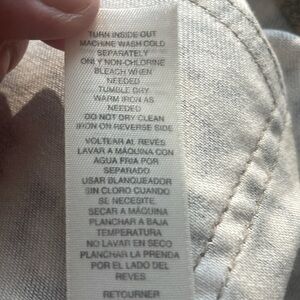 TURN INSIDE OUT
MACHINE WASH COLD
SEPARATELY
ONLY NON-CHLORINE
BLEACH WHEN
NEEDED
TUMBLE DRY
WARM IRON AS
NEEDED
DO NOT DRY CLEAN
IRON ON REVERSE SIDE
VOLTEAR AL REVES
LAVAR A MÁQUINA CON
AGUA FRIA POR
SEPARADO
USAR BLANQUEADOR
SIN CLORO CUANDO
SE NECESITE
SECAR A MÁQUINA
PLANCHAR A BAJA
TEMPERATURA
NO LAVAR EN SECO
PLANCHAR LA PRENDA
POR EL LADO DEL
REVES
RETOURNER